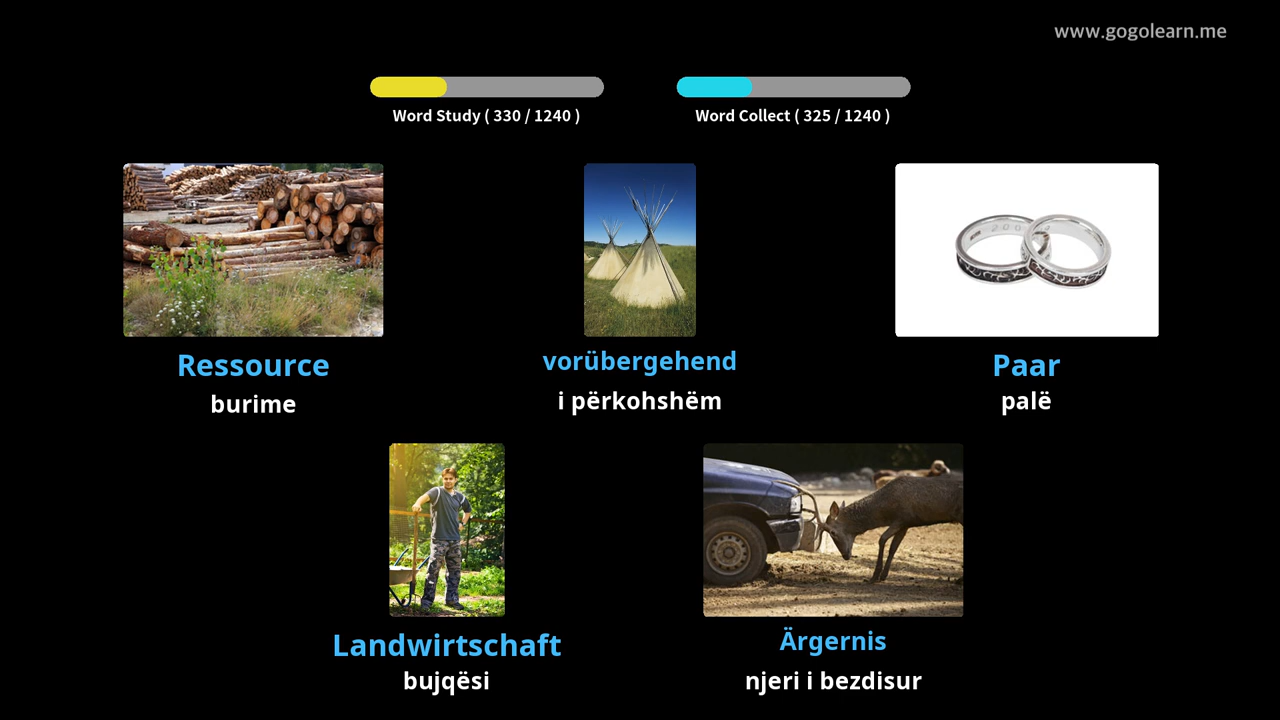 www.gogolearn.me
Word Study ( 330 / 1240 )
Word Collect ( 325 / 1240 )
Ressource
burime
vorübergehend
i përkohshëm
Paar
palë
Landwirtschaft
bujqësi
Ärgernis
njeri i bezdisur